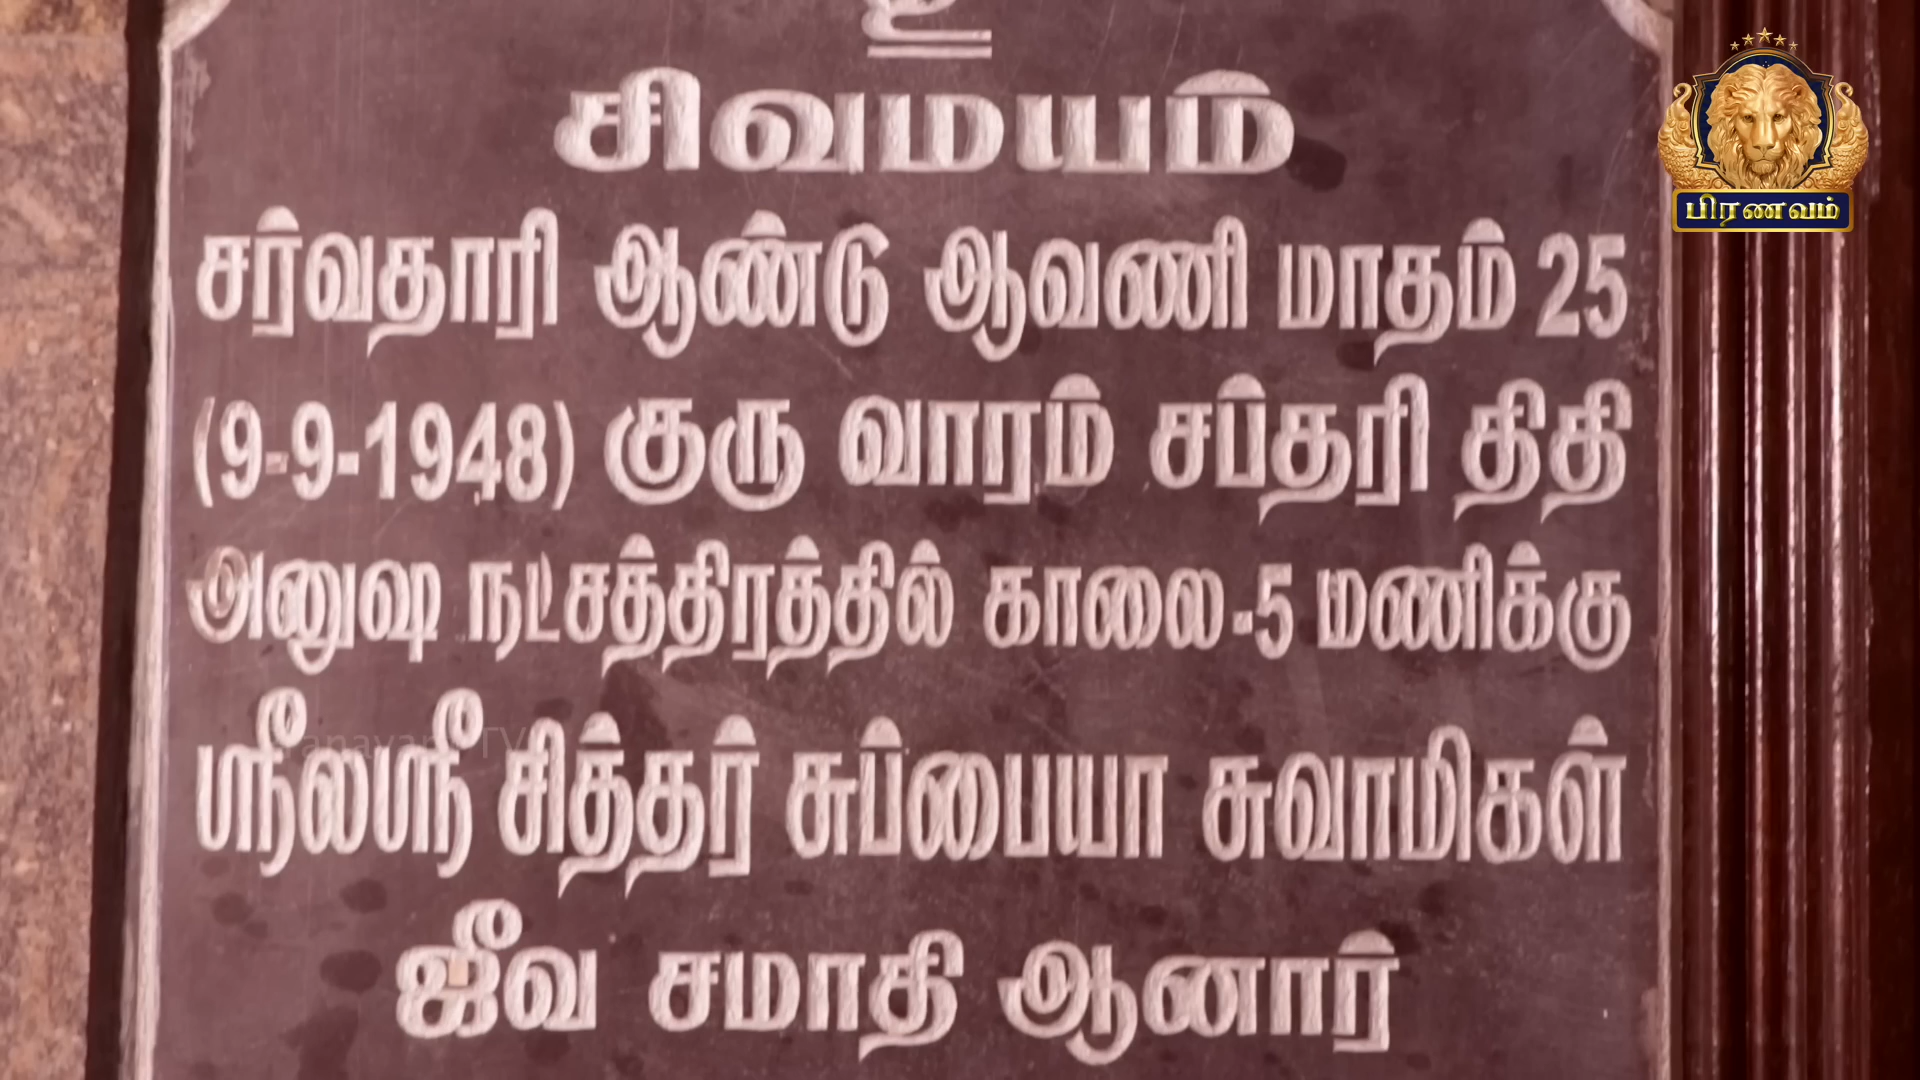 உ
சிவமயம்
சர்வதாரி ஆண்டு ஆவணி மாதம் 25
(9-9-1948) குரு வாரம் சப்தரி திதி
அனுஷ நட்சத்திரத்தில் காலை-5 மணிக்கு
ஸ்ரீலஸ்ரீ சித்தர் சுப்பையா சுவாமிகள்
ஜீவ சமாதி ஆனார்
பிரணவம்